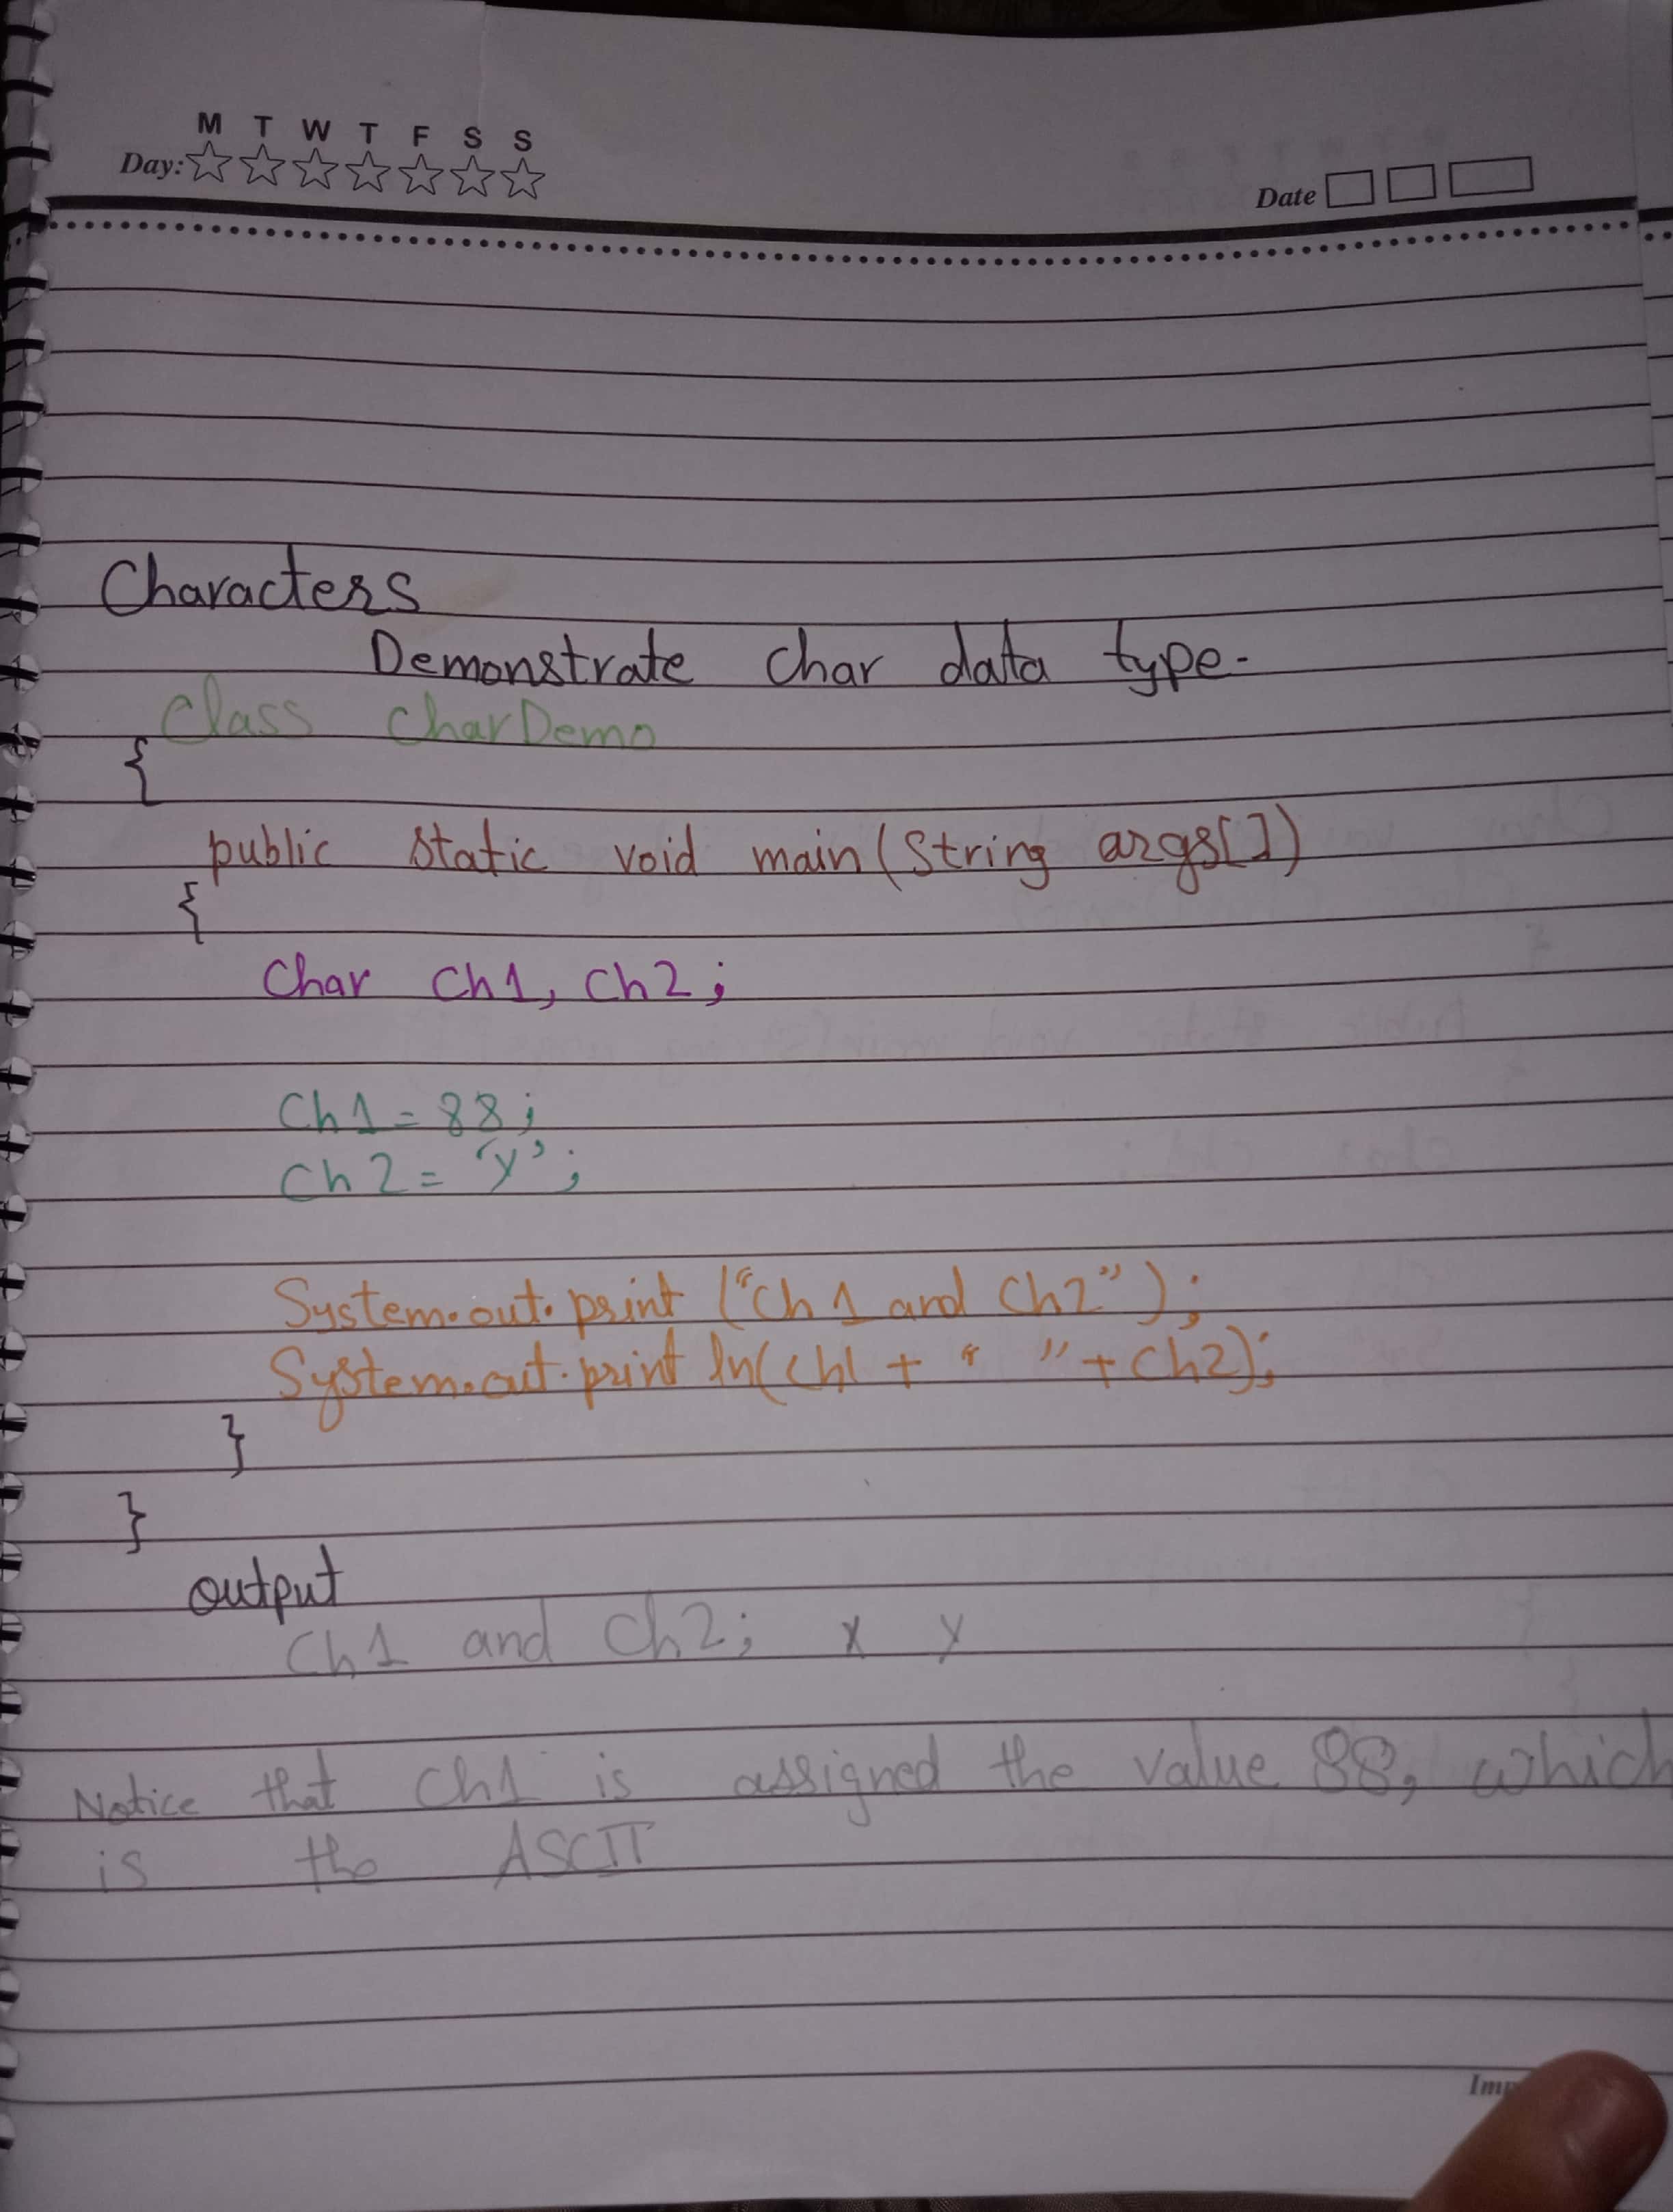 M T W T F S S
Day:
Date
Characters
Demonstrate char data type.
Class CharDemo
{
public static void main(String args[])
{
Char Ch1, Ch2;
Ch1 = 88;
Ch2 = 'Y';
System.out.print ("Ch1 and Ch2");
System.out.print ln(ch1 + " " + Ch2);
}
}
output
Ch1 and Ch2; X Y
Notice that Ch1 is assigned the value 88, which
is the ASCII